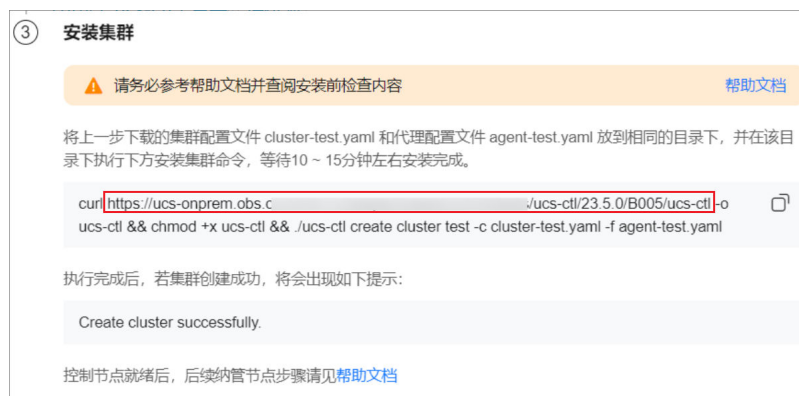 ③ 安装集群
请务必参考帮助文档并查阅安装前检查内容 帮助文档
将上一步下载的集群配置文件 cluster-test.yaml 和代理配置文件 agent-test.yaml 放到相同的目录下，并在该目
录下执行下方安装集群命令，等待10 ~ 15分钟左右安装完成。
curl https://ucs-onprem.obs.c /ucs-ctl/23.5.0/B005/ucs-ctl -o
ucs-ctl && chmod +x ucs-ctl && ./ucs-ctl create cluster test -c cluster-test.yaml -f agent-test.yaml
执行完成后，若集群创建成功，将会出现如下提示：
Create cluster successfully.
控制节点就绪后，后续纳管节点步骤请见帮助文档